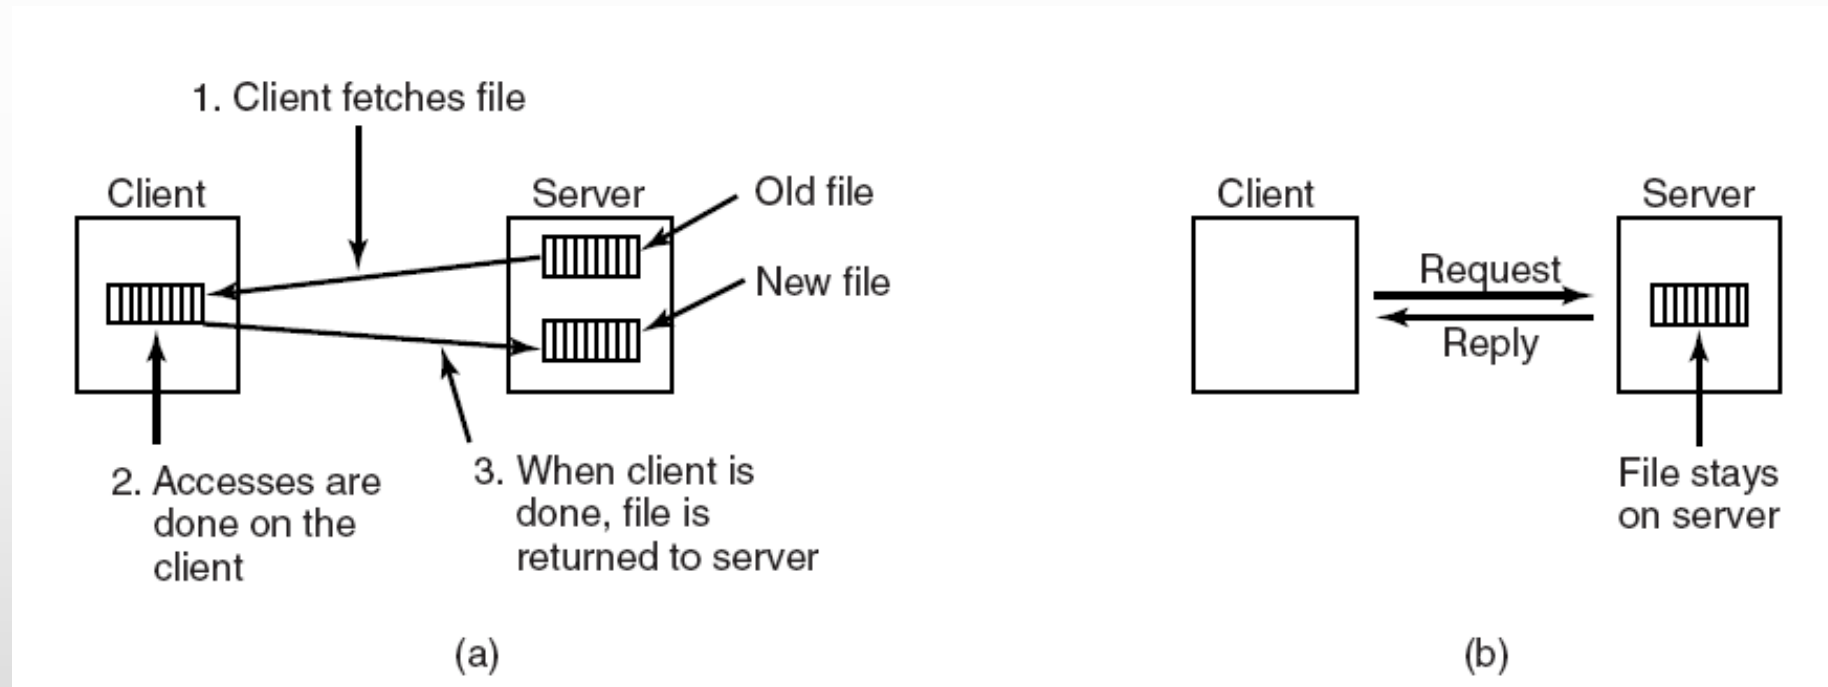 1. Client fetches file
Client
Server
Old file
New file
2. Accesses are
done on the
client
3. When client is
done, file is
returned to server
(a)
Client
Server
Request
Reply
File stays
on server
(b)